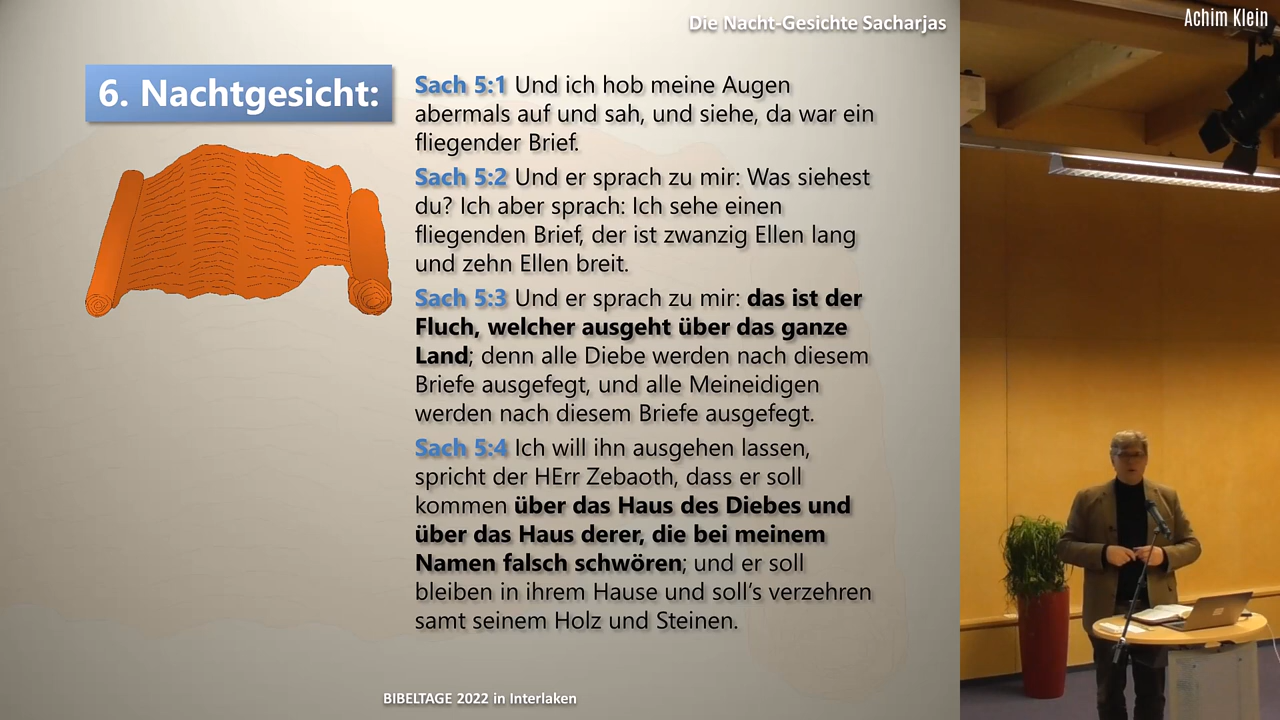 Die Nacht-Gesichte Sacharjas
Achim Klein
6. Nachtgesicht:
Sach 5:1 Und ich hob meine Augen
abermals auf und sah, und siehe, da war ein
fliegender Brief.
Sach 5:2 Und er sprach zu mir: Was siehest
du? Ich aber sprach: Ich sehe einen
fliegenden Brief, der ist zwanzig Ellen lang
und zehn Ellen breit.
Sach 5:3 Und er sprach zu mir: das ist der
Fluch, welcher ausgeht über das ganze
Land; denn alle Diebe werden nach diesem
Briefe ausgefegt, und alle Meineidigen
werden nach diesem Briefe ausgefegt.
Sach 5:4 Ich will ihn ausgehen lassen,
spricht der HErr Zebaoth, dass er soll
kommen über das Haus des Diebes und
über das Haus derer, die bei meinem
Namen falsch schwören; und er soll
bleiben in ihrem Hause und soll's verzehren
samt seinem Holz und Steinen.
BIBELTAGE 2022 in Interlaken